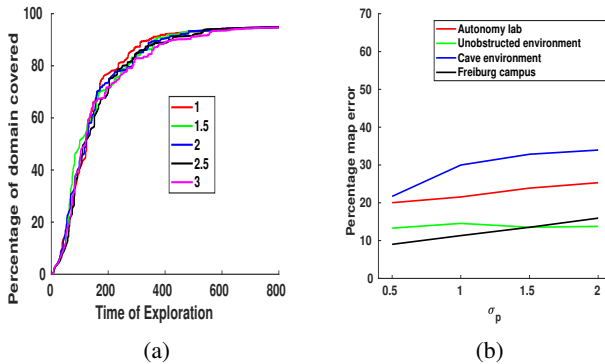 Percentage of domain covered
100
80
60
40
20
0
0 200 400 600 800
Time of Exploration
1
1.5
2
2.5
3
(a)
Percentage map error
70
60
50
40
30
20
10
0
0.5 1 1.5 2
σp
Autonomy lab
Unobstructed environment
Cave environment
Freiburg campus
(b)